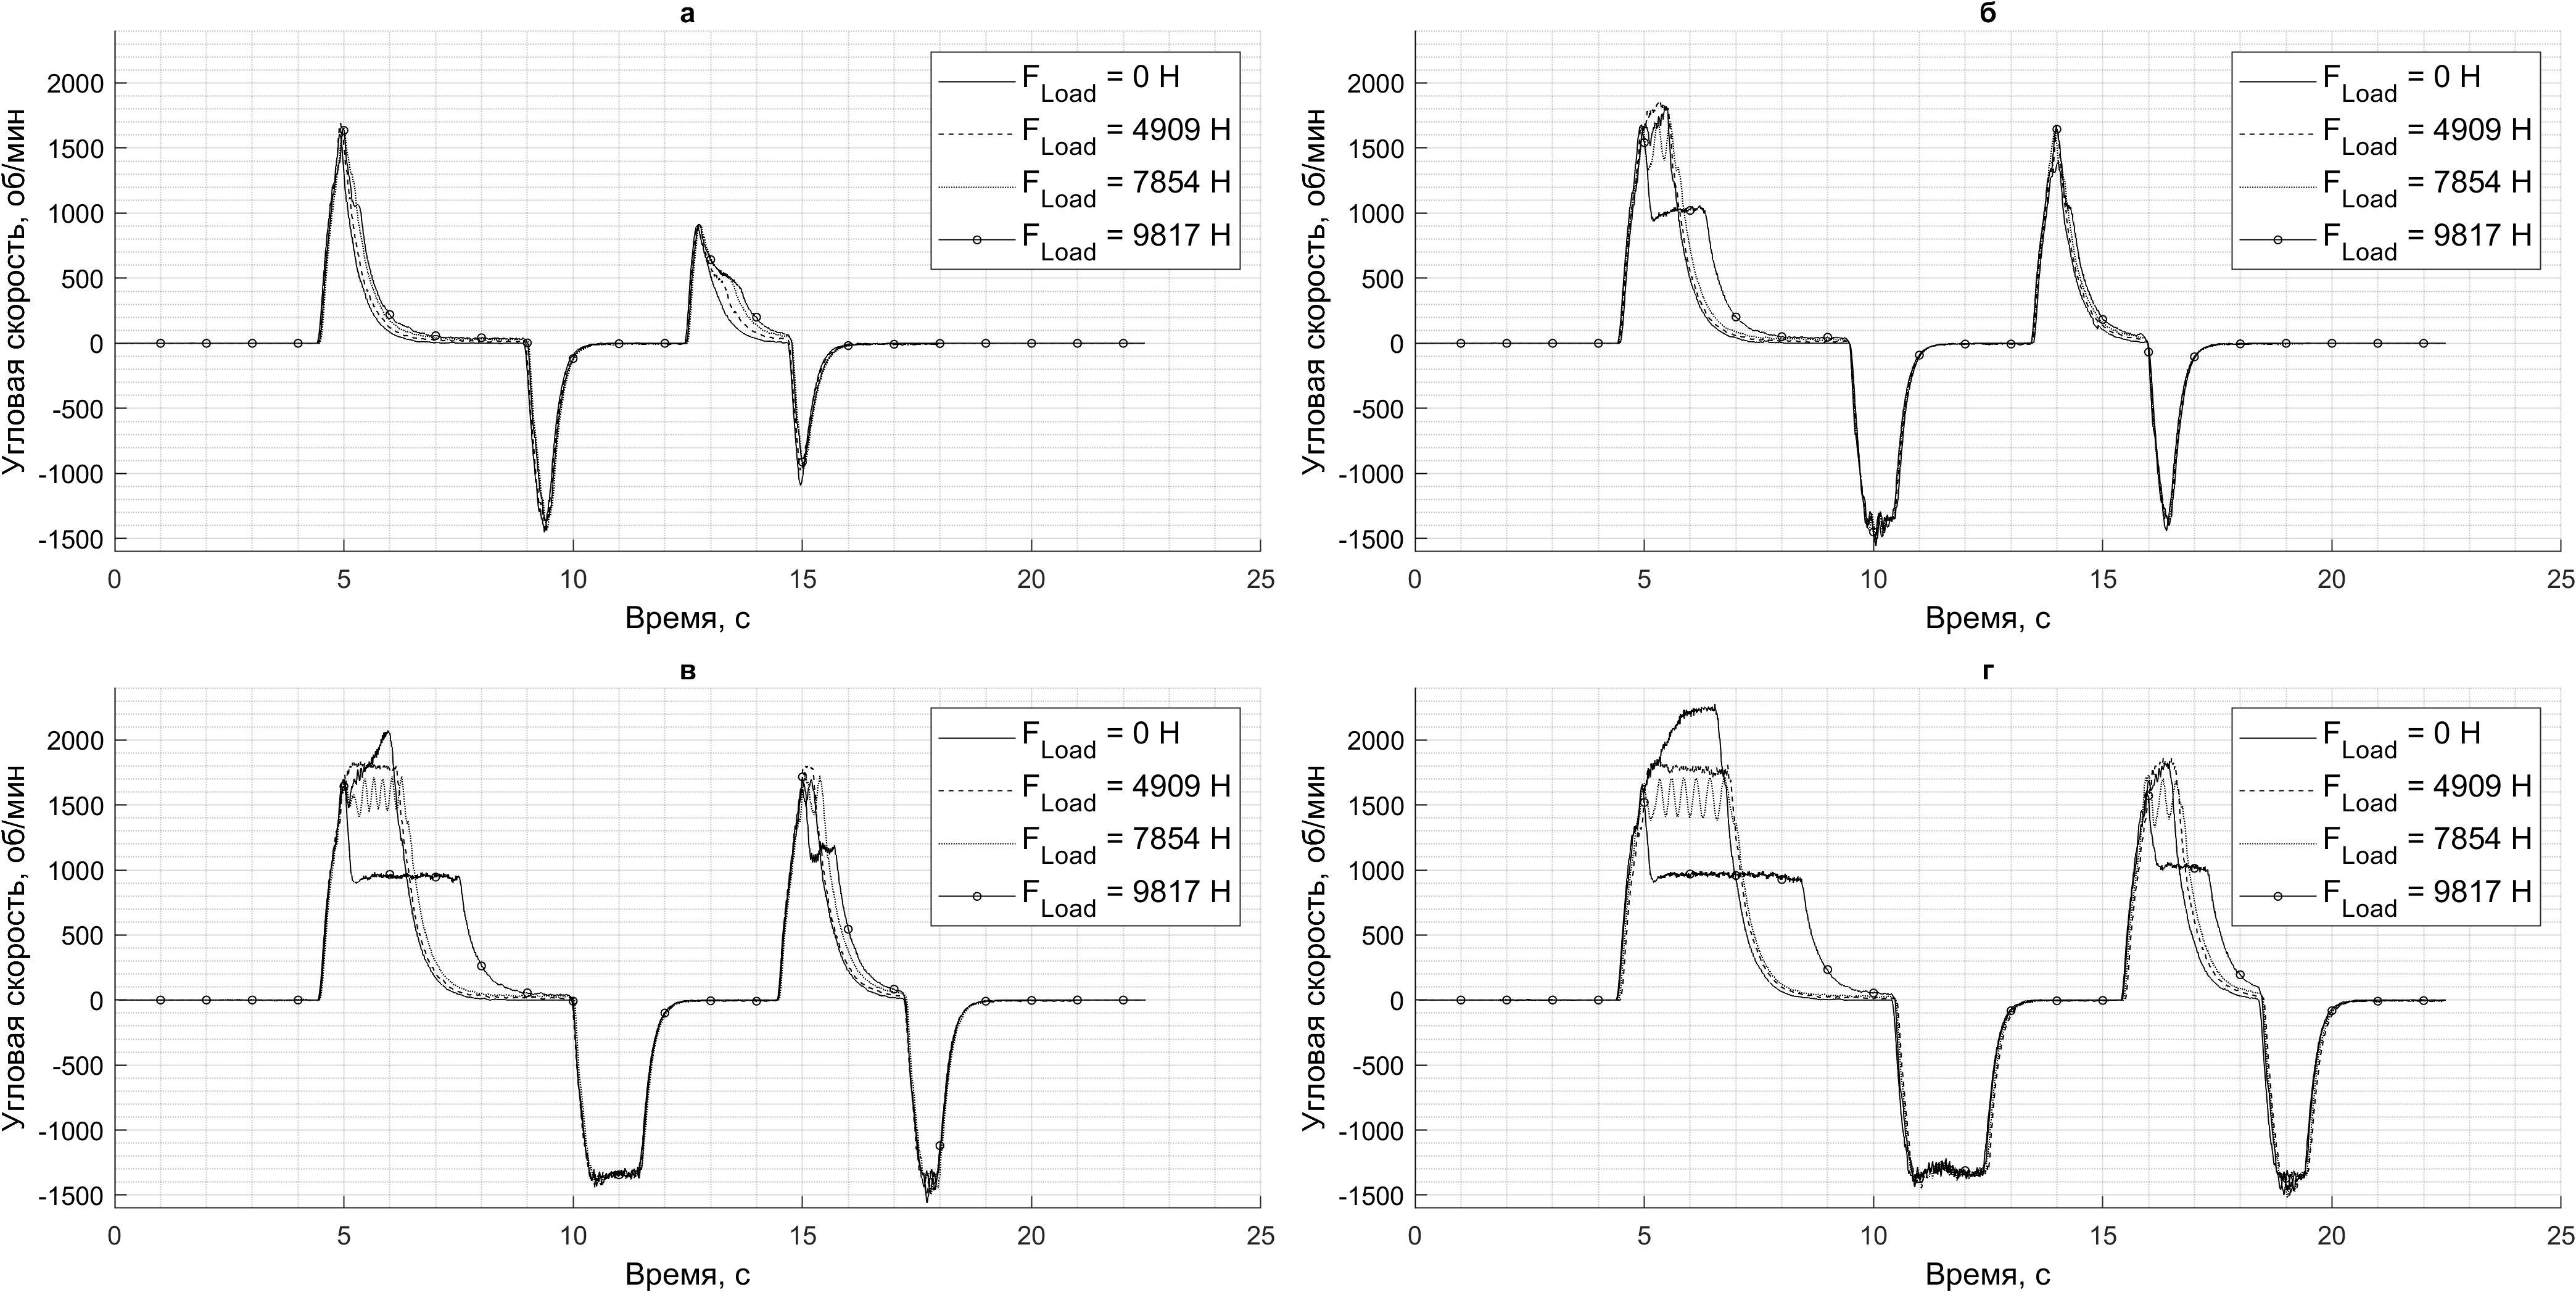 а
2000
1500
1000
500
0
-500
-1000
-1500
0 5 10 15 20 25
Угловая скорость, об/мин
Время, с
F_Load = 0 Н
F_Load = 4909 Н
F_Load = 7854 Н
F_Load = 9817 Н
б
2000
1500
1000
500
0
-500
-1000
-1500
0 5 10 15 20 25
Угловая скорость, об/мин
Время, с
F_Load = 0 Н
F_Load = 4909 Н
F_Load = 7854 Н
F_Load = 9817 Н
в
2000
1500
1000
500
0
-500
-1000
-1500
0 5 10 15 20 25
Угловая скорость, об/мин
Время, с
F_Load = 0 Н
F_Load = 4909 Н
F_Load = 7854 Н
F_Load = 9817 Н
г
2000
1500
1000
500
0
-500
-1000
-1500
0 5 10 15 20 25
Угловая скорость, об/мин
Время, с
F_Load = 0 Н
F_Load = 4909 Н
F_Load = 7854 Н
F_Load = 9817 Н